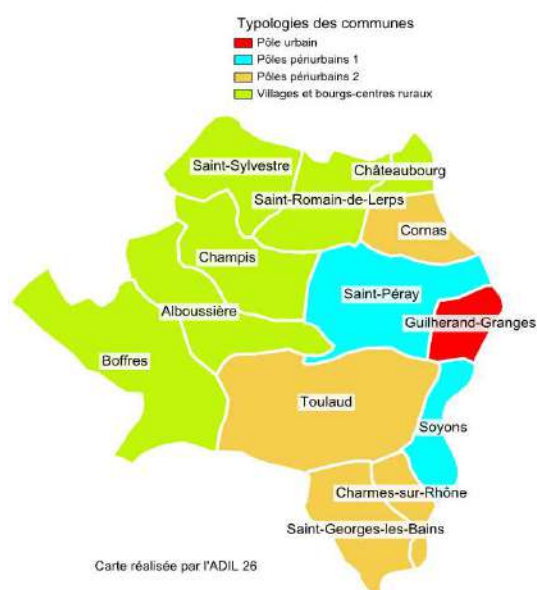 Typologies des communes
Pôle urbain
Pôles périurbains 1
Pôles périurbains 2
Villages et bourgs-centres ruraux
Saint-Sylvestre
Châteaubourg
Saint-Romain-de-Lerps
Cornas
Champis
Saint-Péray
Alboussière
Guilherand-Granges
Boffres
Toulaud
Soyons
Charmes-sur-Rhône
Saint-Georges-les-Bains
Carte réalisée par l'ADIL 26